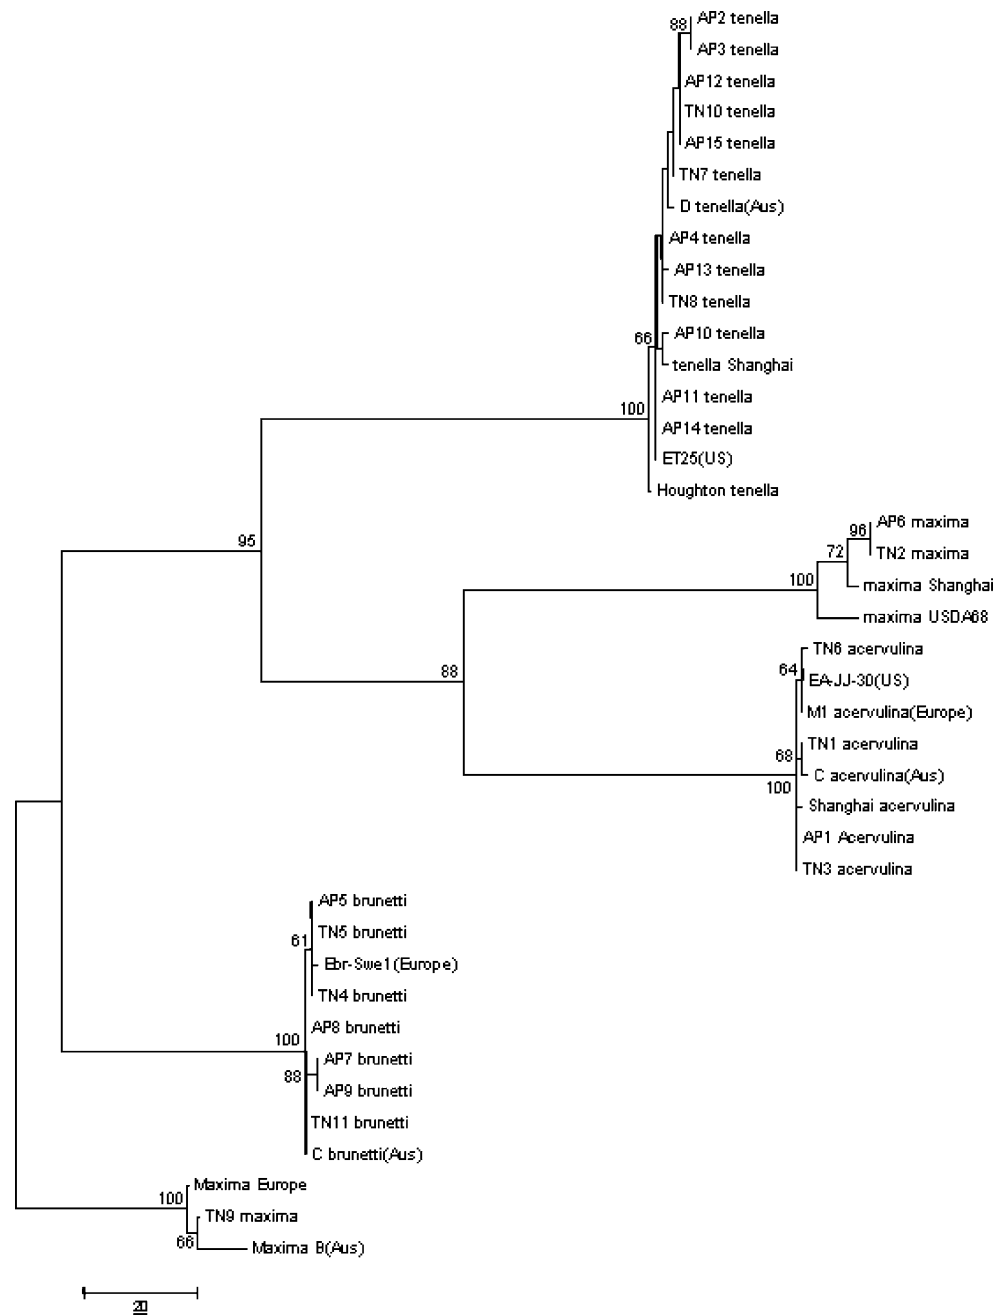 88
AP2 tenella
AP3 tenella
AP12 tenella
TN10 tenella
AP15 tenella
TN7 tenella
D tenella(Aus)
AP4 tenella
AP13 tenella
TN8 tenella
66
AP10 tenella
tenella Shanghai
AP11 tenella
100
AP14 tenella
ET25(US)
Houghton tenella
95
96
AP6 maxima
72
TN2 maxima
100
maxima Shanghai
maxima USDA68
88
TN6 acervulina
64
EA-JJ-30(US)
M1 acervulina(Europe)
68
TN1 acervulina
100
C acervulina(Aus)
Shanghai acervulina
AP1 Acervulina
TN3 acervulina
AP5 brunetti
61
TN5 brunetti
Ebr-Swe1(Europe)
TN4 brunetti
100
AP8 brunetti
88
AP7 brunetti
AP9 brunetti
TN11 brunetti
C brunetti(Aus)
100
Maxima Europe
TN9 maxima
66
Maxima B(Aus)
20